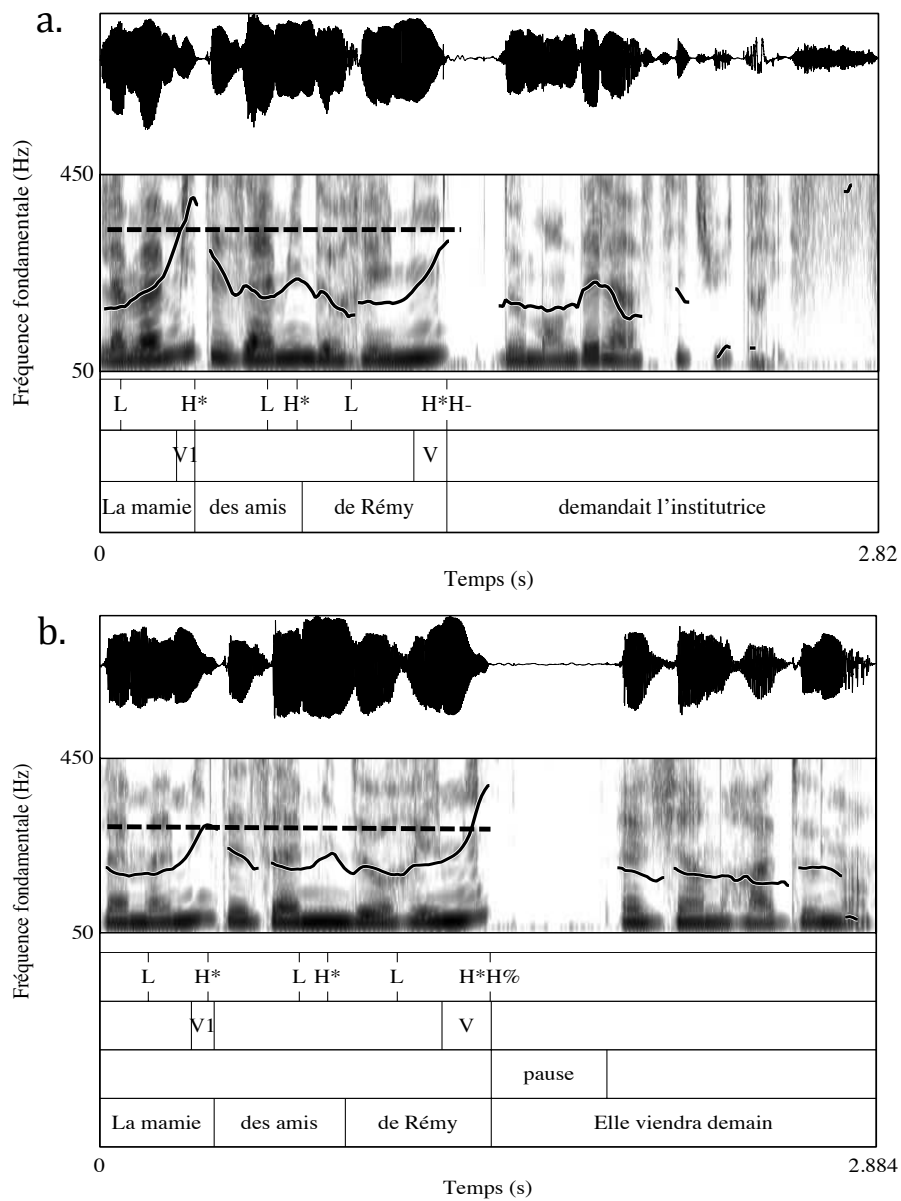 a.
450
Fréquence fondamentale (Hz)
50
L H* L H* L H*H-
V1 V
La mamie des amis de Rémy demandait l’institutrice
0 2.82
Temps (s)
b.
450
Fréquence fondamentale (Hz)
50
L H* L H* L H*H%
V1 V
pause
La mamie des amis de Rémy Elle viendra demain
0 2.884
Temps (s)